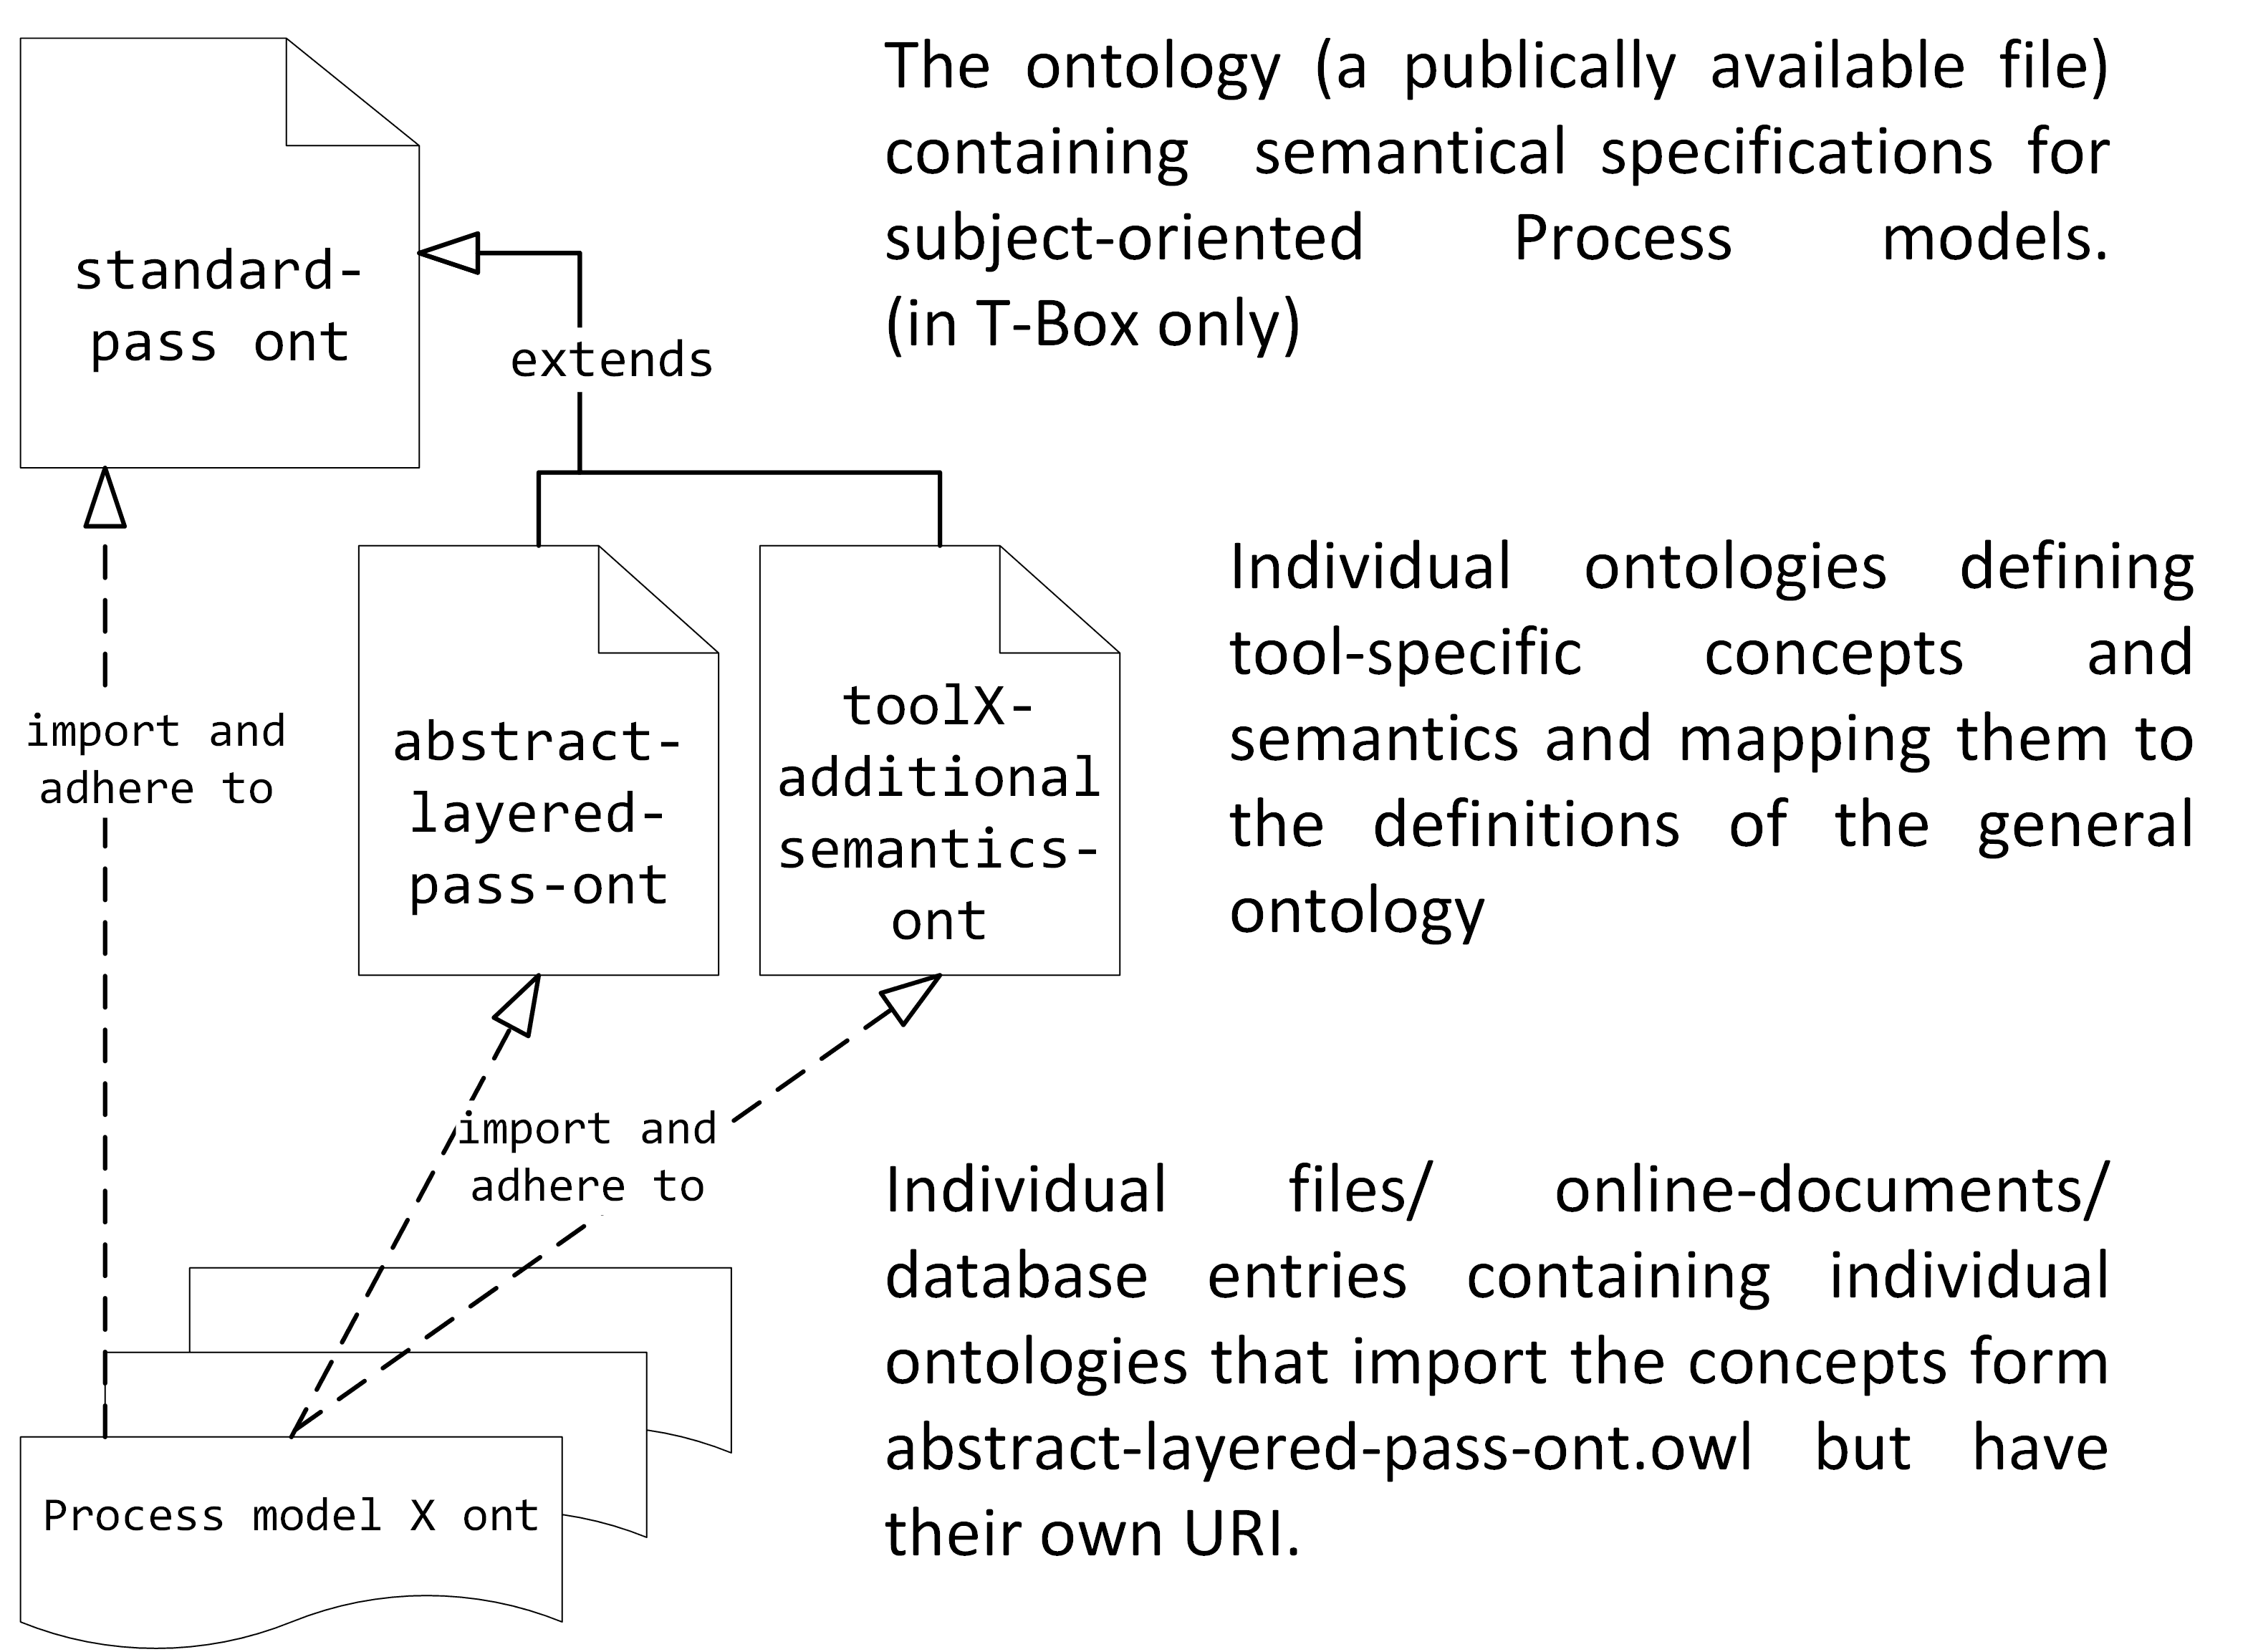 The ontology (a publically available file)
containing semantical specifications for
subject-oriented Process models.
(in T-Box only)
standard-
pass ont
extends
Individual ontologies defining
tool-specific concepts and
semantics and mapping them to
the definitions of the general
ontology
import and
adhere to
abstract-
layered-
pass-ont
toolX-
additional
semantics-
ont
import and
adhere to
Individual files/ online-documents/
database entries containing individual
ontologies that import the concepts form
abstract-layered-pass-ont.owl but have
their own URI.
Process model X ont